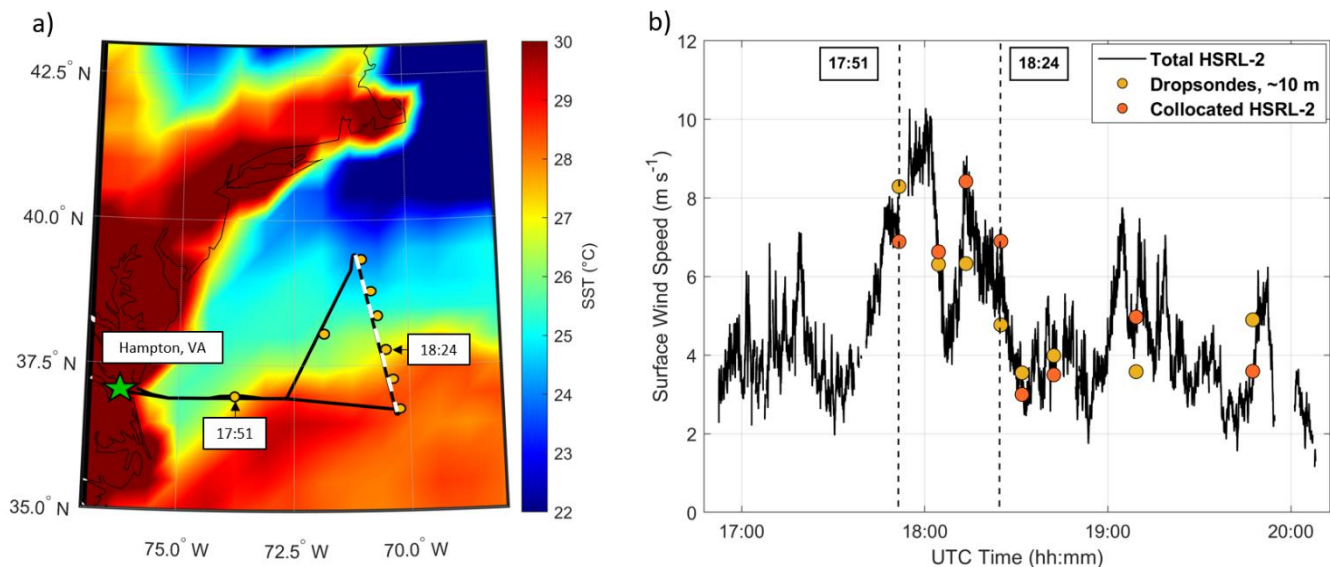 a)
42.5° N
40.0° N
37.5° N
35.0° N
75.0° W
72.5° W
70.0° W
Hampton, VA
17:51
18:24
30
29
28
27
26
25
24
23
22
SST (°C)
b)
17:51
18:24
Total HSRL-2
Dropsondes, ~10 m
Collocated HSRL-2
Surface Wind Speed (m s⁻¹)
12
10
8
6
4
2
0
17:00
18:00
19:00
20:00
UTC Time (hh:mm)